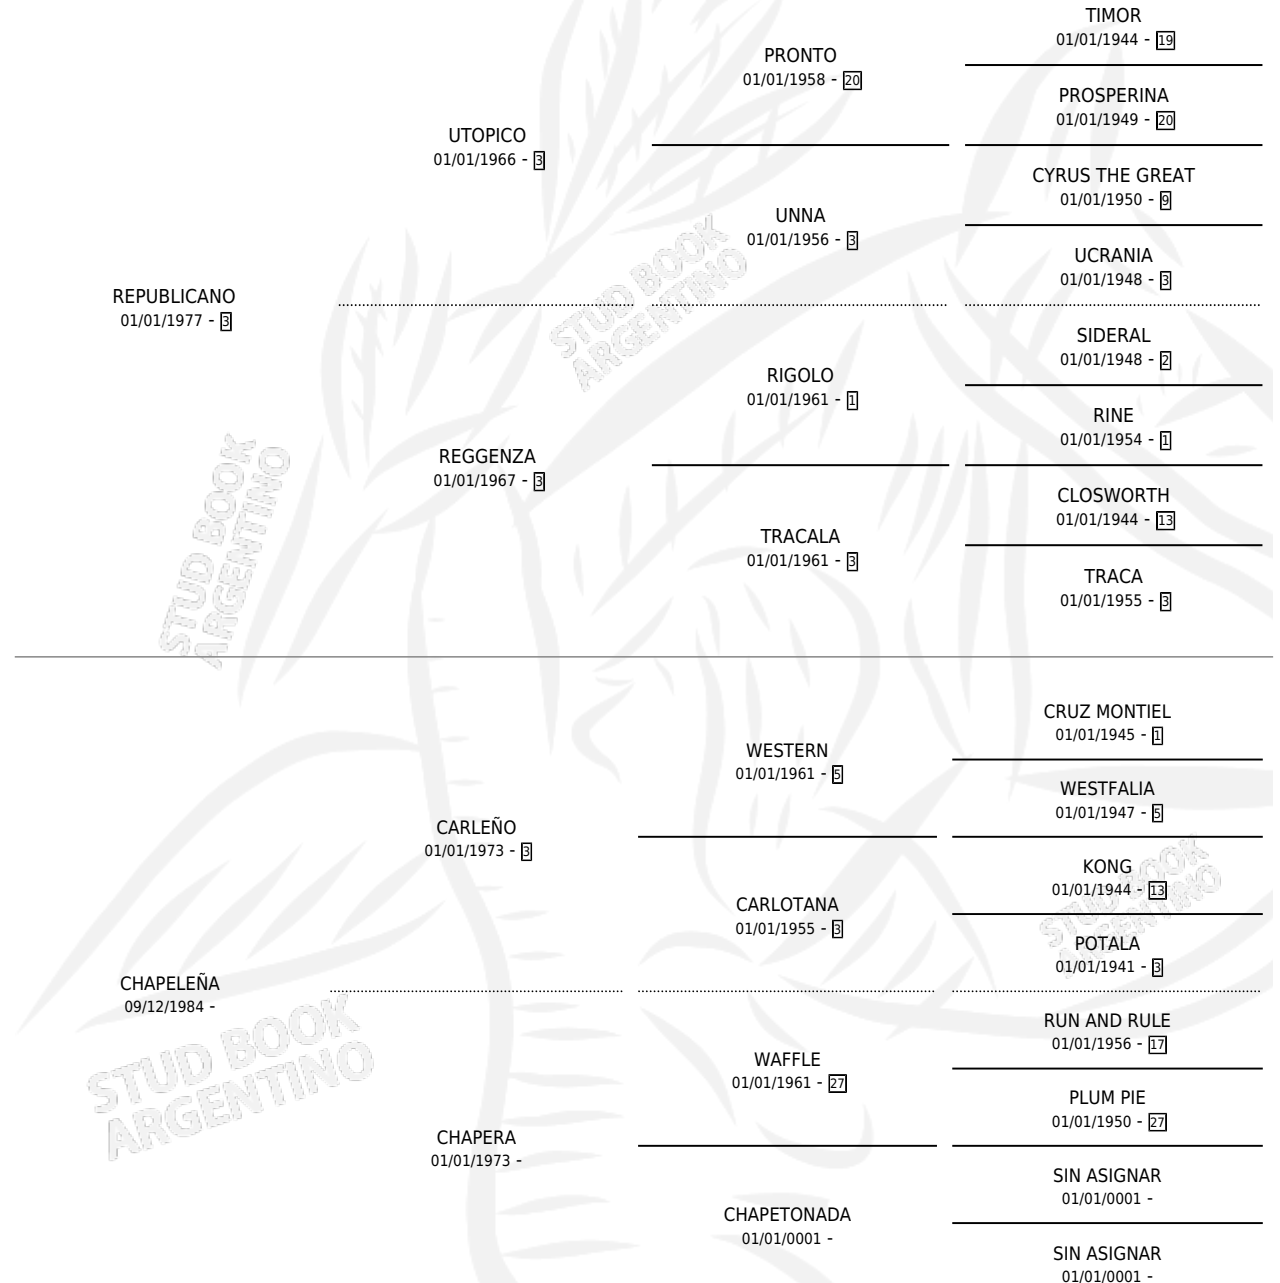 TIMOR
01/01/1944 - 19
PRONTO
01/01/1958 - 20
PROSPERINA
01/01/1949 - 20
UTOPICO
01/01/1966 - 3
CYRUS THE GREAT
01/01/1950 - 9
UNNA
01/01/1956 - 3
UCRANIA
01/01/1948 - 3
REPUBLICANO
01/01/1977 - 3
SIDERAL
01/01/1948 - 2
RIGOLO
01/01/1961 - 1
RINE
01/01/1954 - 1
REGGENZA
01/01/1967 - 3
CLOSWORTH
01/01/1944 - 13
TRACALA
01/01/1961 - 3
TRACA
01/01/1955 - 3
STUD BOOK
ARGENTINO
STUD BOOK
ARGENTINO
CRUZ MONTIEL
01/01/1945 - 1
WESTERN
01/01/1961 - 5
WESTFALIA
01/01/1947 - 5
CARLEÑO
01/01/1973 - 3
KONG
01/01/1944 - 13
CARLOTANA
01/01/1955 - 3
POTALA
01/01/1941 - 3
CHAPELEÑA
09/12/1984 -
RUN AND RULE
01/01/1956 - 17
WAFFLE
01/01/1961 - 27
PLUM PIE
01/01/1950 - 27
CHAPERA
01/01/1973 -
SIN ASIGNAR
01/01/0001 -
CHAPETONADA
01/01/0001 -
SIN ASIGNAR
01/01/0001 -
STUD BOOK
ARGENTINO
STUD BOOK
ARGENTINO